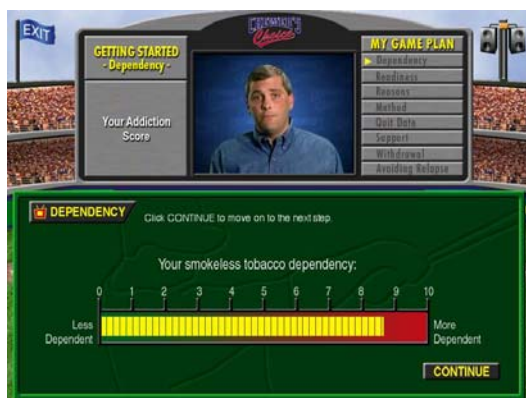 EXIT
GETTING STARTED
- Dependency -
Your Addiction
Score
Choice
MY GAME PLAN
Dependency
Readiness
Reasons
Method
Quit Date
Support
Withdrawal
Avoiding Relapse
DEPENDENCY
Click CONTINUE to move on to the next step.
Your smokeless tobacco dependency:
0 1 2 3 4 5 6 7 8 9 10
Less
Dependent
More
Dependent
CONTINUE